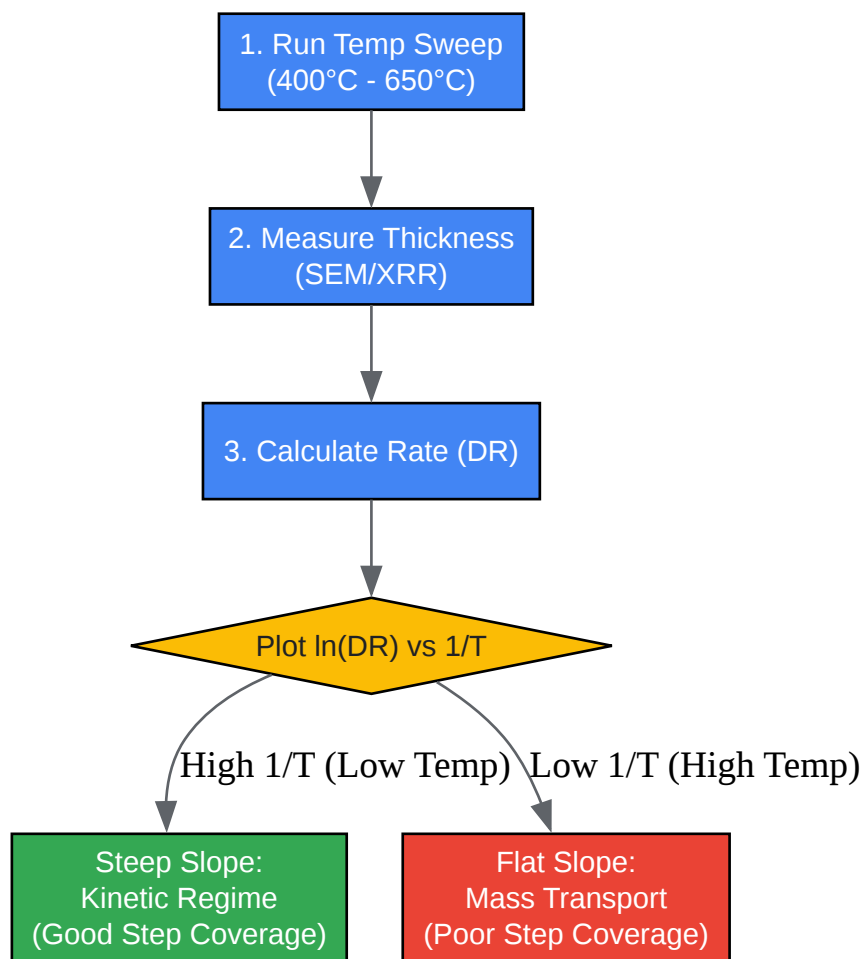 1. Run Temp Sweep
(400°C - 650°C)
2. Measure Thickness
(SEM/XRR)
3. Calculate Rate (DR)
Plot ln(DR) vs 1/T
High 1/T (Low Temp)
Low 1/T (High Temp)
Steep Slope:
Kinetic Regime
(Good Step Coverage)
Flat Slope:
Mass Transport
(Poor Step Coverage)